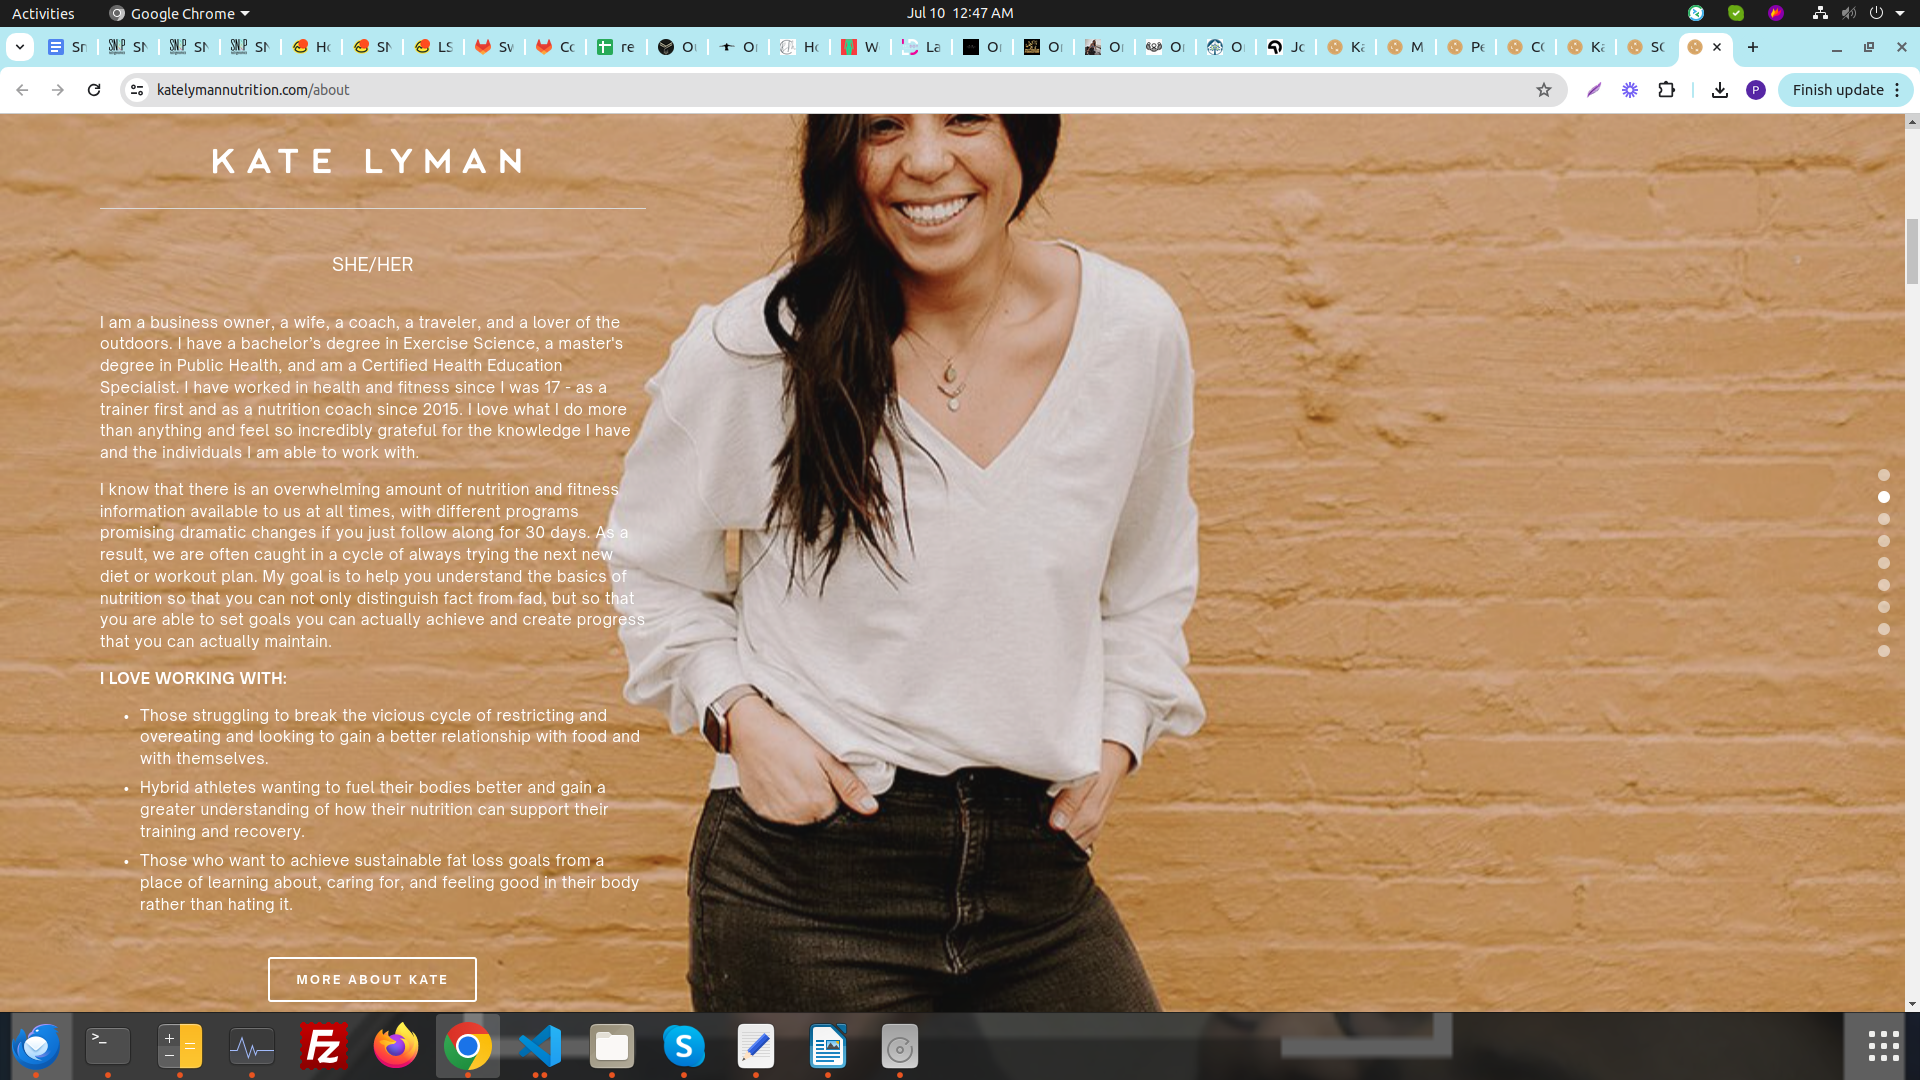 Activities
Google Chrome
Jul 10 12:47 AM
Sn
SN
SN
SN
Ho
SN
LS
Sw
Co
re
Ou
Or
Ho
W
La
Or
Or
Or
Or
Or
Jo
Ka
M
Pe
CC
Ka
SC
katelymannutrition.com/about
P
Finish update
KATE LYMAN
SHE/HER
I am a business owner, a wife, a coach, a traveler, and a lover of the
outdoors. I have a bachelor’s degree in Exercise Science, a master's
degree in Public Health, and am a Certified Health Education
Specialist. I have worked in health and fitness since I was 17 - as a
trainer first and as a nutrition coach since 2015. I love what I do more
than anything and feel so incredibly grateful for the knowledge I have
and the individuals I am able to work with.
I know that there is an overwhelming amount of nutrition and fitness
information available to us at all times, with different programs
promising dramatic changes if you just follow along for 30 days. As a
result, we are often caught in a cycle of always trying the next new
diet or workout plan. My goal is to help you understand the basics of
nutrition so that you can not only distinguish fact from fad, but so that
you are able to set goals you can actually achieve and create progress
that you can actually maintain.
I LOVE WORKING WITH:
• Those struggling to break the vicious cycle of restricting and
overeating and looking to gain a better relationship with food and
with themselves.
• Hybrid athletes wanting to fuel their bodies better and gain a
greater understanding of how their nutrition can support their
training and recovery.
• Those who want to achieve sustainable fat loss goals from a
place of learning about, caring for, and feeling good in their body
rather than hating it.
MORE ABOUT KATE